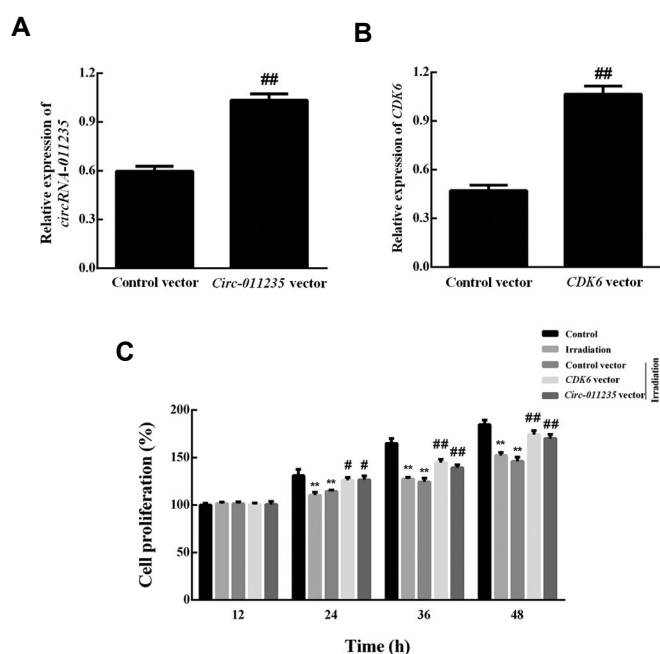 A
Relative expression of
circRNA-011235
1.2
0.9
0.6
0.3
0.0
##
Control vector
Circ-011235 vector
B
Relative expression of CDK6
1.2
0.9
0.6
0.3
0.0
##
Control vector
CDK6 vector
C
Control
Irradiation
Control vector
CDK6 vector
Circ-011235 vector
Irradiation
Cell proliferation (%)
200
150
100
50
0
** ** # #
** ** ## ##
** ** ## ##
12 24 36 48
Time (h)